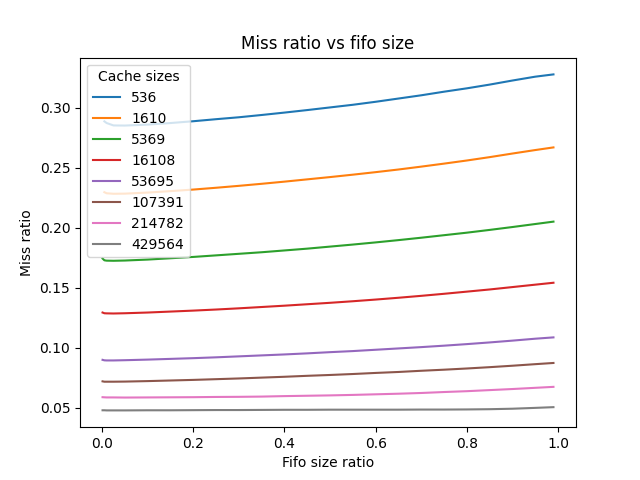 Miss ratio vs fifo size
Cache sizes
536
1610
5369
16108
53695
107391
214782
429564
Miss ratio
0.30
0.25
0.20
0.15
0.10
0.05
0.0 0.2 0.4 0.6 0.8 1.0
Fifo size ratio